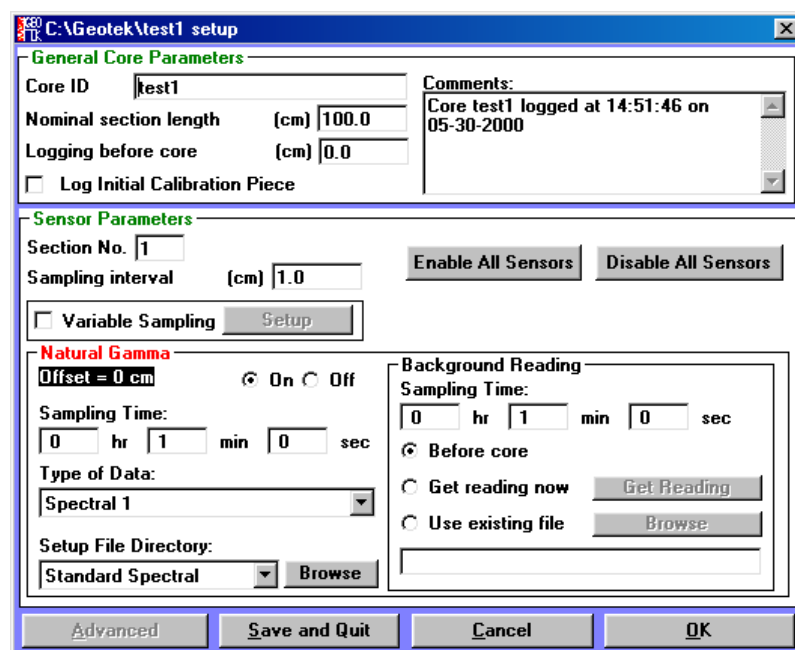 GEO TK C:\Geotek\test1 setup
General Core Parameters
Core ID test1
Nominal section length (cm) 100.0
Logging before core (cm) 0.0
Log Initial Calibration Piece
Comments:
Core test1 logged at 14:51:46 on
05-30-2000
Sensor Parameters
Section No. 1
Sampling interval (cm) 1.0
Enable All Sensors Disable All Sensors
Variable Sampling Setup
Natural Gamma
Offset = 0 cm On Off
Sampling Time:
0 hr 1 min 0 sec
Type of Data:
Spectral 1
Setup File Directory:
Standard Spectral Browse
Background Reading
Sampling Time:
0 hr 1 min 0 sec
Before core
Get reading now Get Reading
Use existing file Browse
Advanced Save and Quit Cancel OK